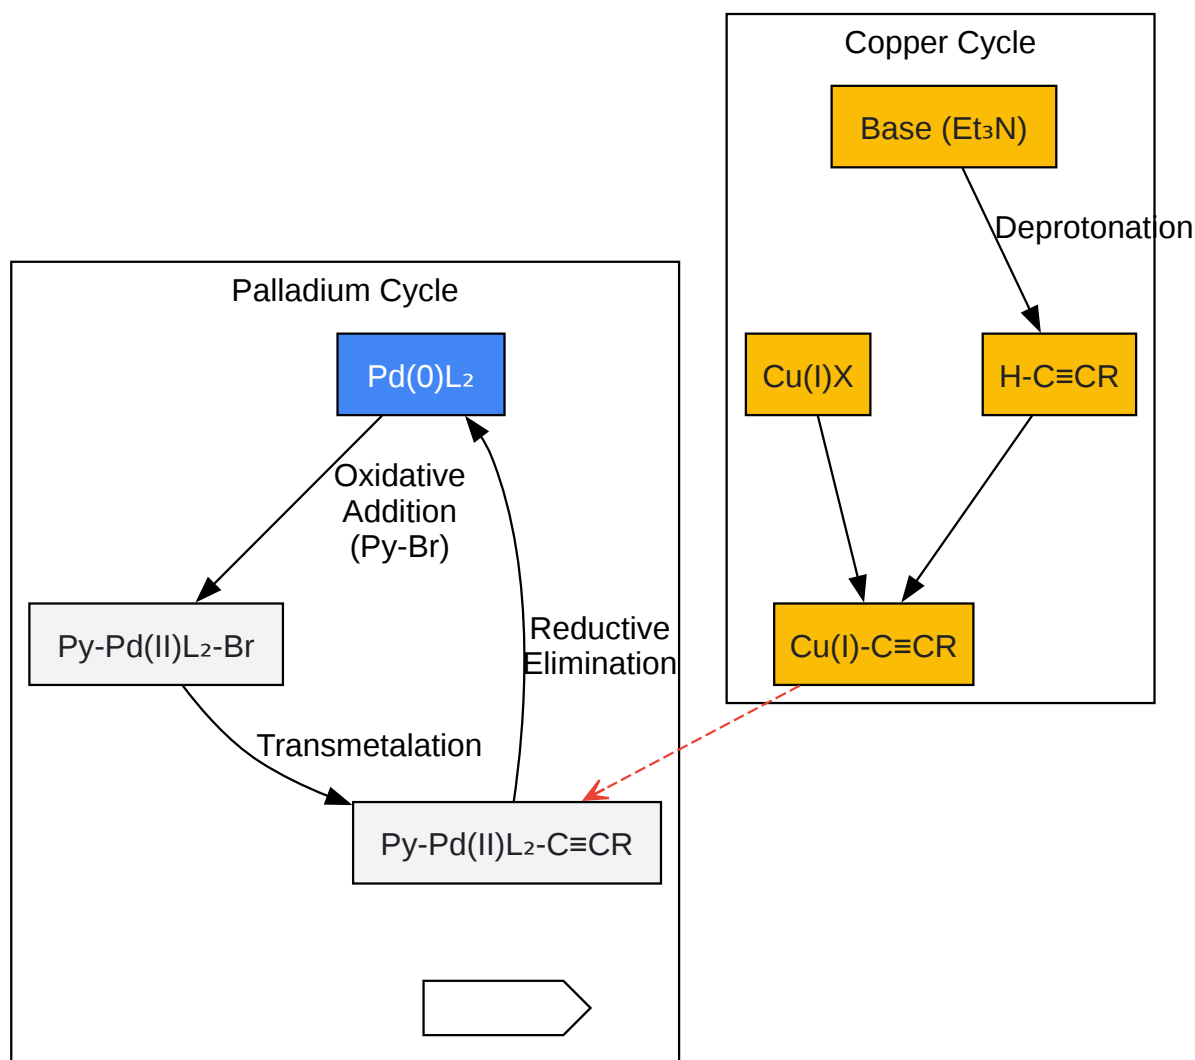 Copper Cycle
Base (Et₃N)
Deprotonation
Cu(I)X
H-C≡CR
Cu(I)-C≡CR
Palladium Cycle
Pd(0)L₂
Oxidative
Addition
(Py-Br)
Py-Pd(II)L₂-Br
Reductive
Elimination
Transmetalation
Py-Pd(II)L₂-C≡CR